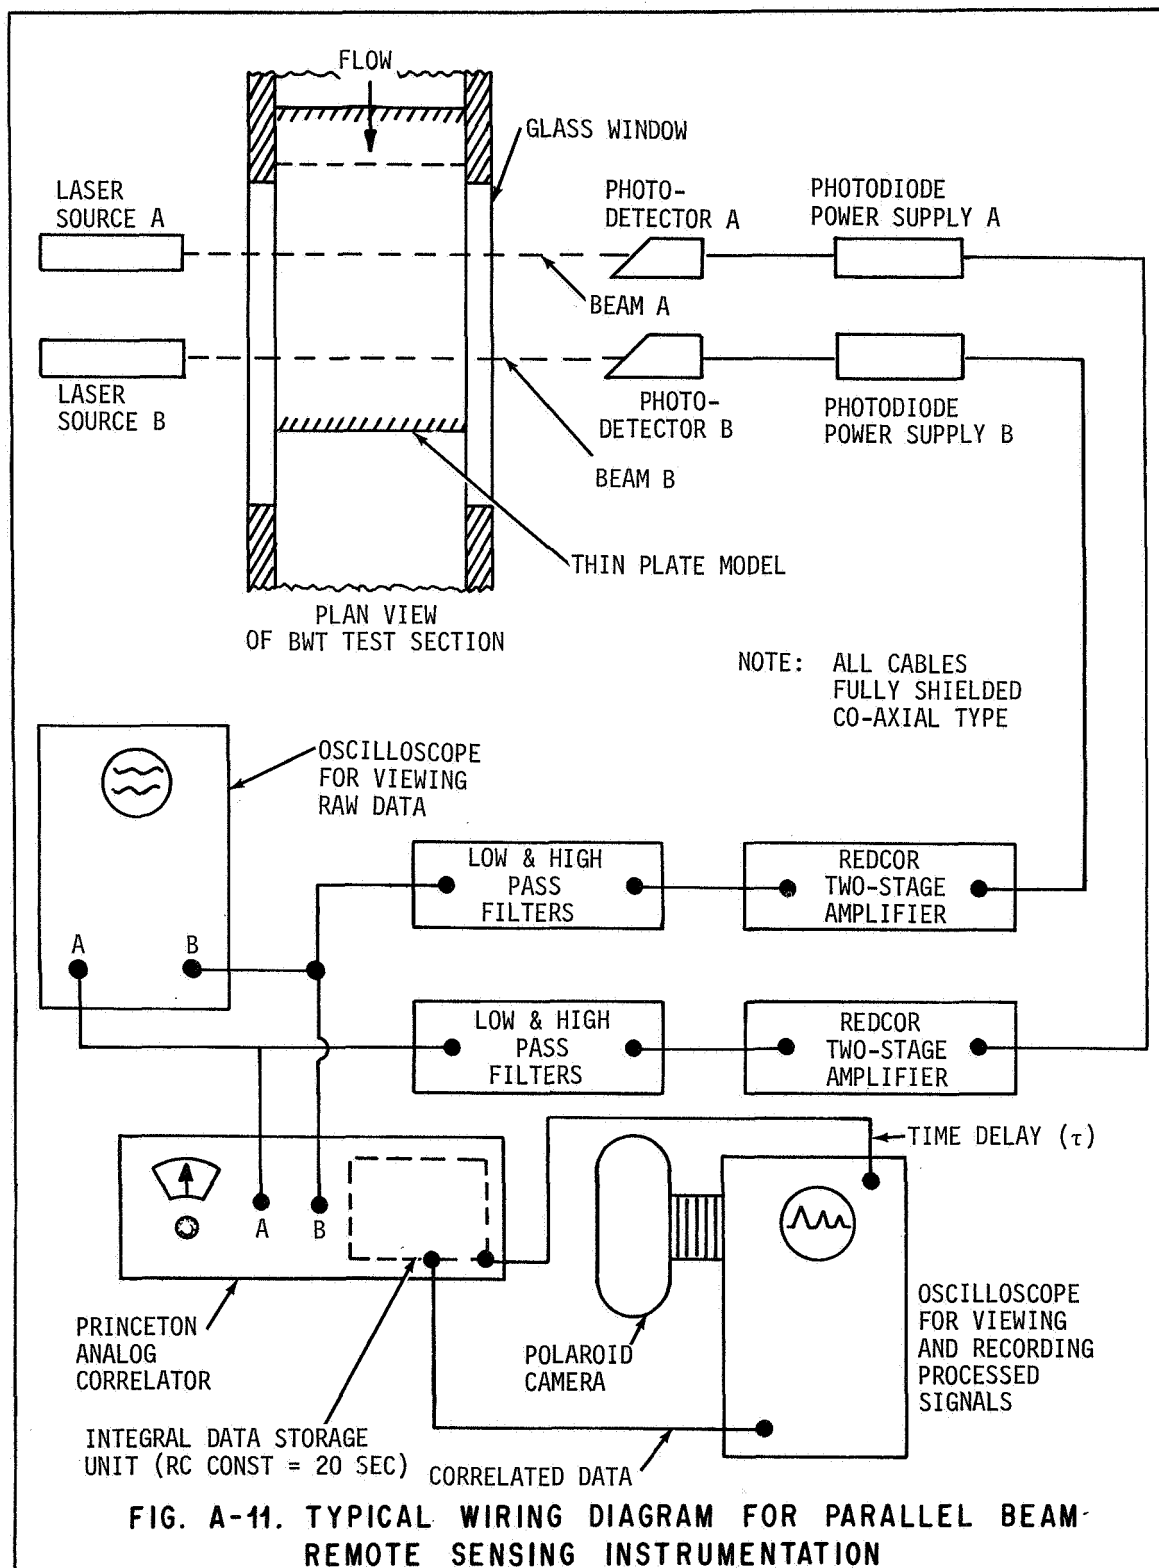 FLOW
GLASS WINDOW
LASER
SOURCE A
PHOTO-
DETECTOR A
PHOTODIODE
POWER SUPPLY A
BEAM A
LASER
SOURCE B
PHOTO-
DETECTOR B
PHOTODIODE
POWER SUPPLY B
BEAM B
THIN PLATE MODEL
PLAN VIEW
OF BWT TEST SECTION
NOTE: ALL CABLES
FULLY SHIELDED
CO-AXIAL TYPE
OSCILLOSCOPE
FOR VIEWING
RAW DATA
A
B
LOW & HIGH
PASS
FILTERS
REDCOR
TWO-STAGE
AMPLIFIER
LOW & HIGH
PASS
FILTERS
REDCOR
TWO-STAGE
AMPLIFIER
TIME DELAY (τ)
A
B
PRINCETON
ANALOG
CORRELATOR
POLAROID
CAMERA
OSCILLOSCOPE
FOR VIEWING
AND RECORDING
PROCESSED
SIGNALS
INTEGRAL DATA STORAGE
UNIT (RC CONST = 20 SEC)
CORRELATED DATA
FIG. A-11. TYPICAL WIRING DIAGRAM FOR PARALLEL BEAM
REMOTE SENSING INSTRUMENTATION